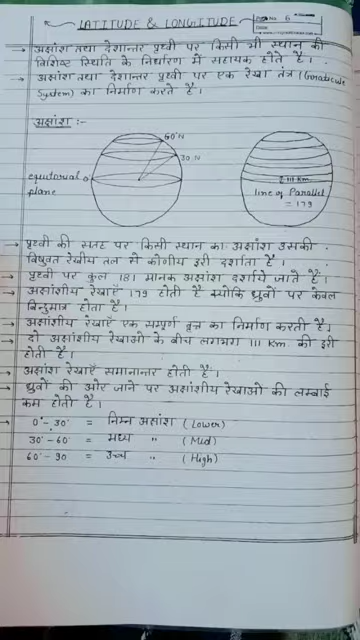 LATITUDE & LONGITUDE
No. 6
→ अक्षांश तथा देशान्तर पृथ्वी पर किसी भी स्थान की
विशिष्ट स्थिति के निर्धारण में सहायक होते है।
→ अक्षांश तथा देशान्तर पृथ्वी पर एक रेखा तंत्र (Graticule
System) का निर्माण करते है।
अक्षांश :-
60°N
30°N
equatorial 0°
plane
111 Km.
line of Parallel
= 179
→ पृथ्वी की सतह पर किसी स्थान का अक्षांश उसकी
विषुवत रेखीय तल में कोणीय दूरी दर्शाता है।
→ पृथ्वी पर कुल 181 मानक अक्षांश दर्शाये जाते है।
→ अक्षांशीय रेखाएँ 179 होती है क्योकि ध्रुवों पर केवल
बिन्दुमात्र होता है।
→ अक्षांशीय रेखाएँ एक सम्पूर्ण वृत्त का निर्माण करती है।
→ दो अक्षांशीय रेखाओ के बीच लगभग 111 Km. की दूरी
होती है।
→ अक्षांश रेखाएँ समानान्तर होती है।
→ ध्रुवों की ओर जाने पर अक्षांशीय रेखाओं की लम्बाई
कम होती है।
→ 0°-30° = निम्न अक्षांश (Lower)
30°-60° = मध्य " (Mid)
60°-90 = उच्च " (High)